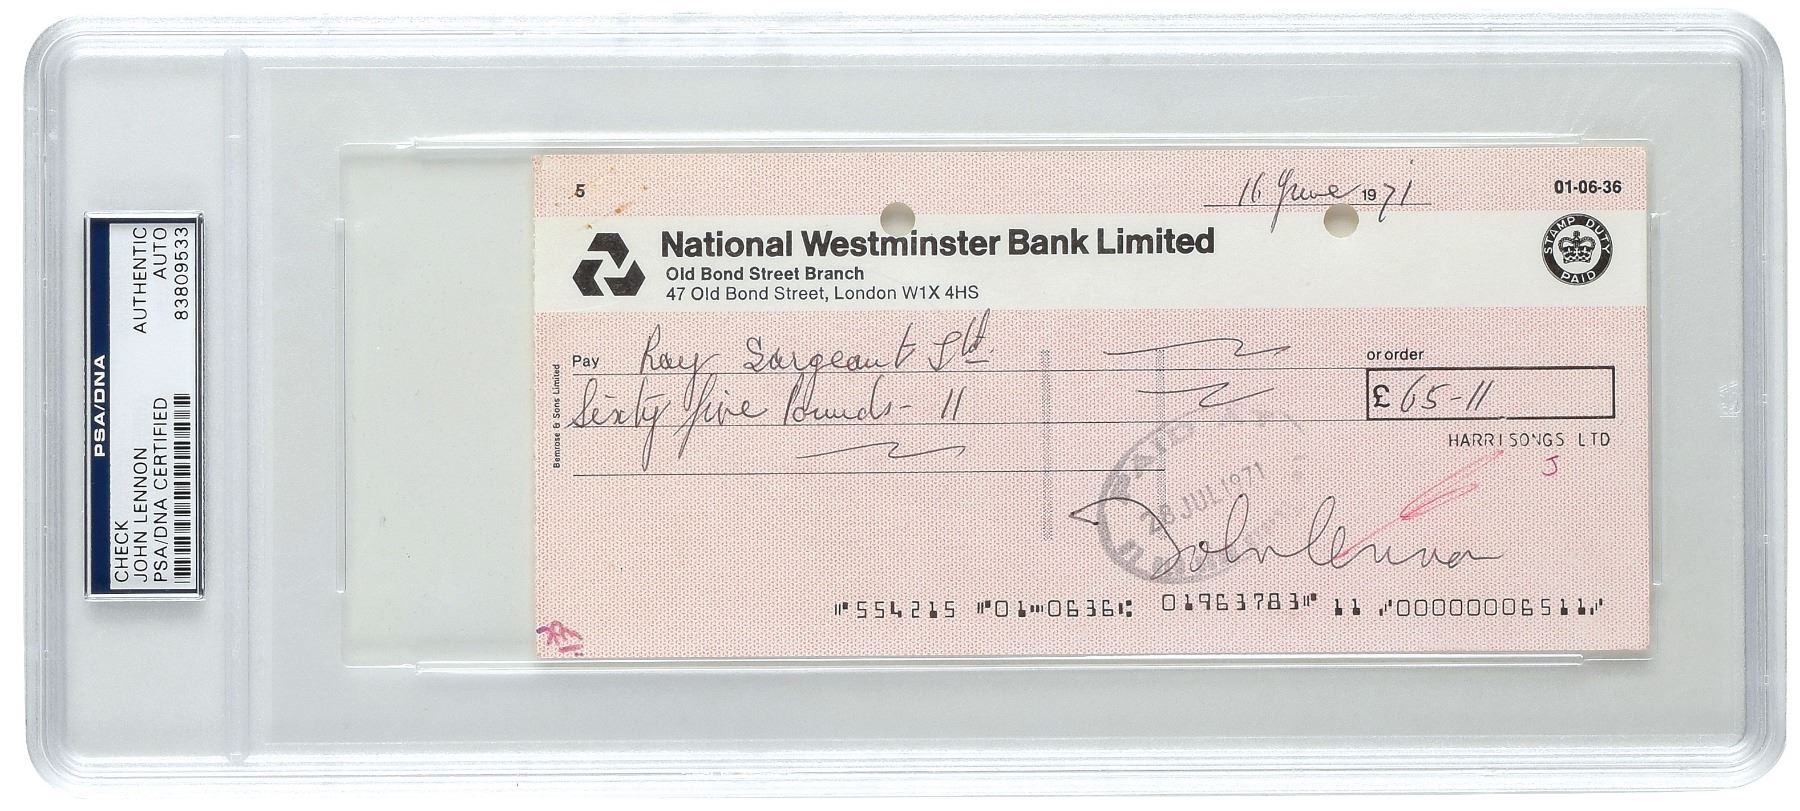 PSA/DNA
CHECK
JOHN LENNON
PSA/DNA CERTIFIED
AUTHENTIC
AUTO
83809533
5
16 June 1971
01-06-36
National Westminster Bank Limited
Old Bond Street Branch
47 Old Bond Street, London W1X 4HS
STAMP DUTY PAID
Bemrose & Sons Limited
Pay Ray Sargeant Ltd. or order
Sixty five Pounds - 11
£ 65-11
HARRISONGS LTD
J
28 JUL 1971
John Lennon
⑈554215 ⑈01⑉0636⑆ 01963783⑈ 11 ⑇0000006511⑇